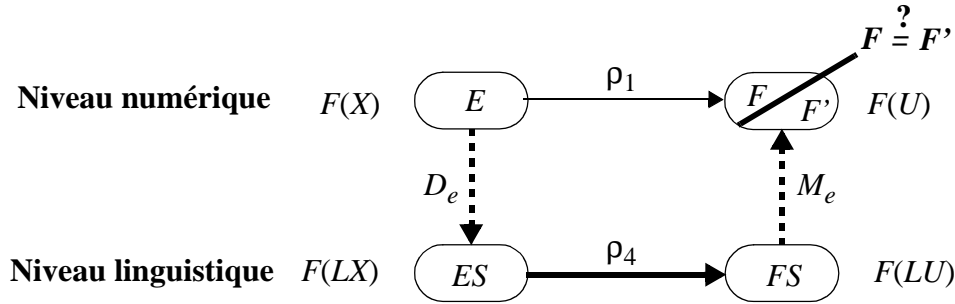 ?
F = F’
Niveau numérique F(X) E ρ1 F F’ F(U)
De Me
Niveau linguistique F(LX) ES ρ4 FS F(LU)